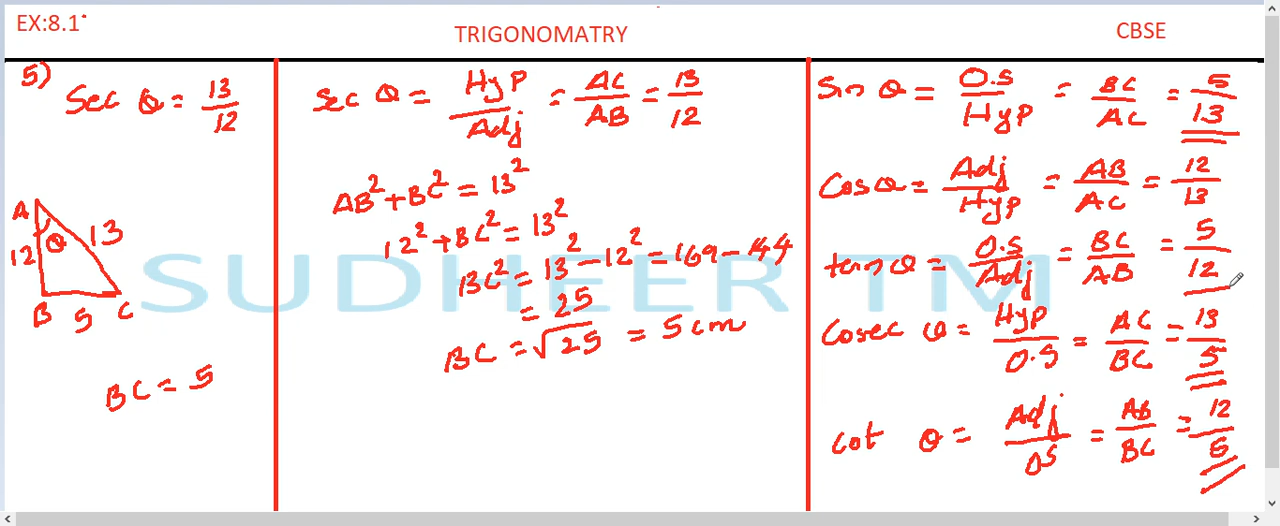 EX:8.1
TRIGONOMATRY
CBSE
5)
Sec θ = 13/12
A
12
θ
13
B
5
C
BC = 5
Sec θ = Hyp/Adj = AC/AB = 13/12
AB² + BC² = 13²
12² + BC² = 13²
BC² = 13² - 12² = 169 - 144
= 25
BC = √25 = 5 cm
Sin θ = O.S/Hyp = BC/AC = 5/13
Cos θ = Adj/Hyp = AB/AC = 12/13
tan θ = O.S/Adj = BC/AB = 5/12
Cosec θ = Hyp/O.S = AC/BC = 13/5
cot θ = Adj/OS = AB/BC = 12/5
SUDHEER TM